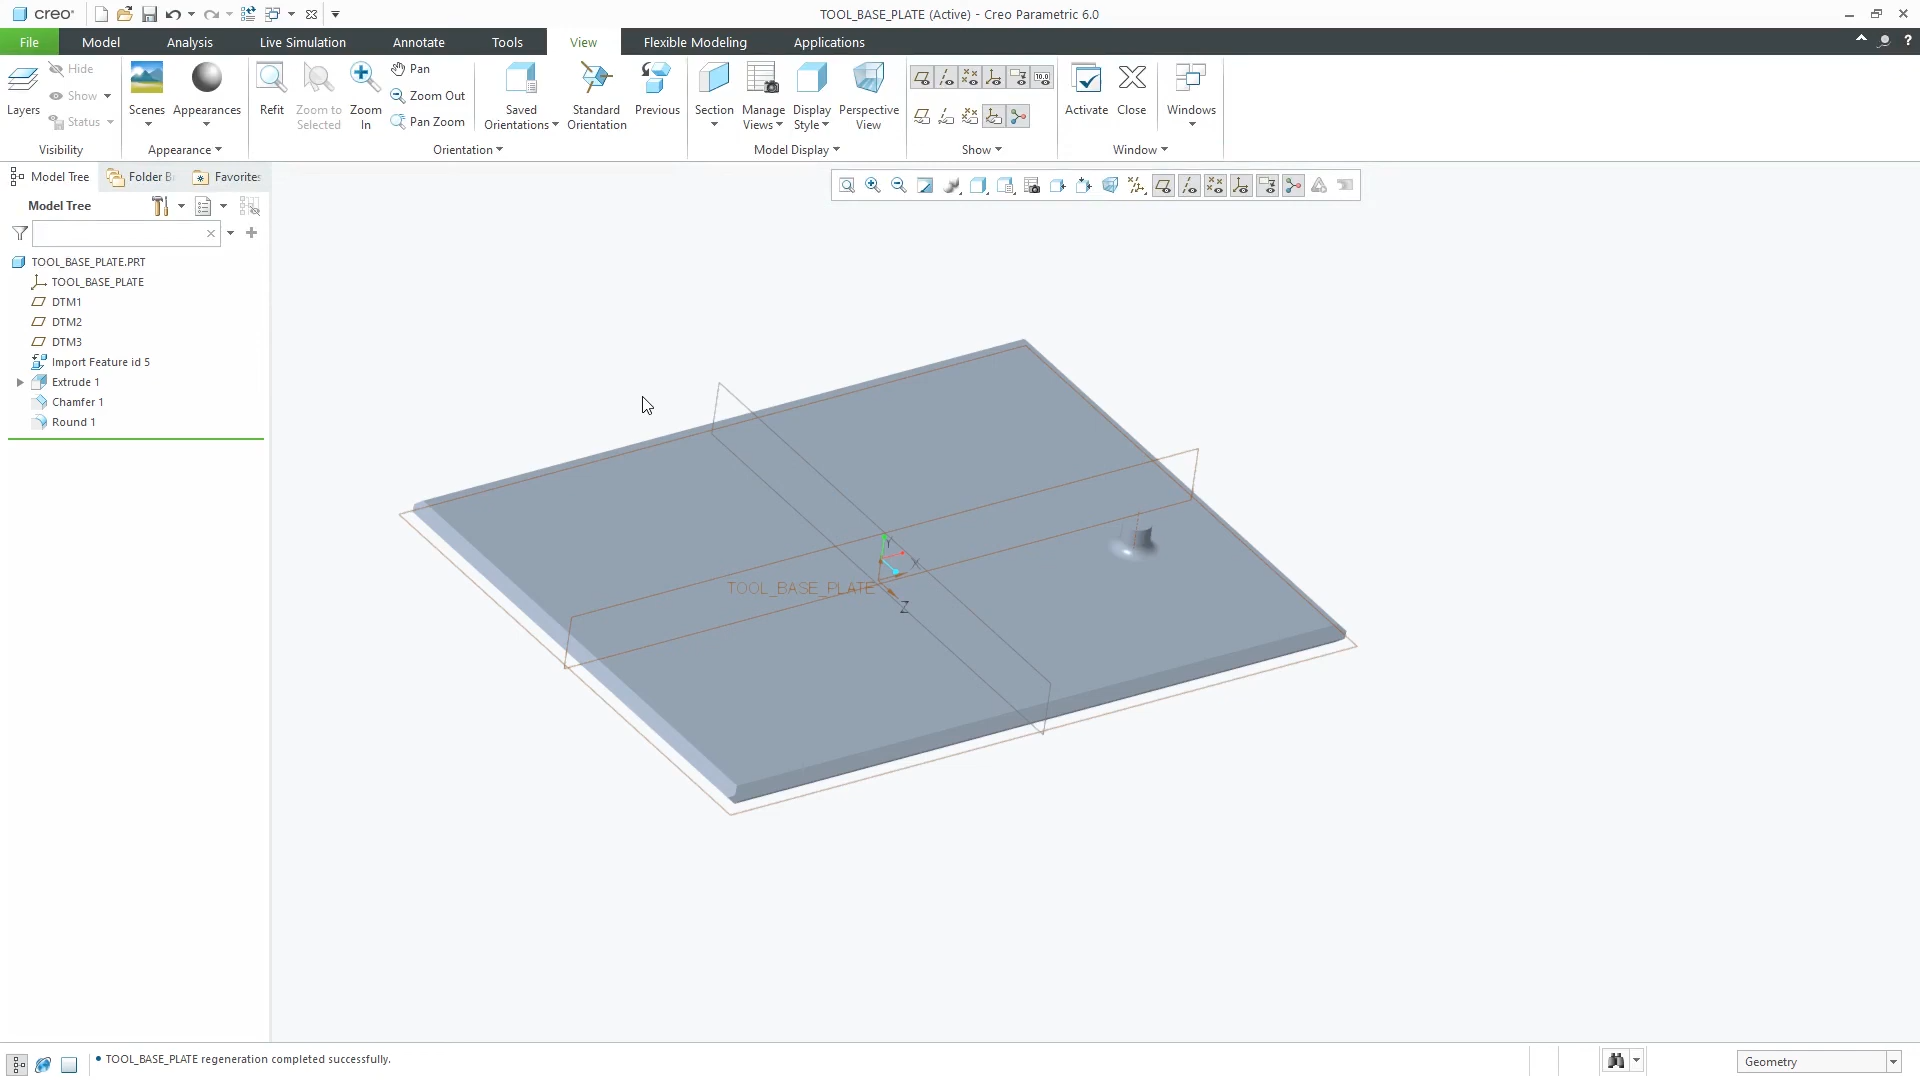 creo
TOOL_BASE_PLATE (Active) - Creo Parametric 6.0
File
Model
Analysis
Live Simulation
Annotate
Tools
View
Flexible Modeling
Applications
?
Layers
Hide
Show
Status
Visibility
Scenes
Appearances
Appearance
Refit
Zoom to
Selected
Zoom
In
Pan
Zoom Out
Pan Zoom
Saved
Orientations
Standard
Orientation
Previous
Orientation
Section
Manage
Views
Display
Style
Perspective
View
Model Display
10.0
Show
Activate
Close
Windows
Window
Model Tree
Folder B
Favorites
Model Tree
TOOL_BASE_PLATE.PRT
TOOL_BASE_PLATE
DTM1
DTM2
DTM3
Import Feature id 5
Extrude 1
Chamfer 1
Round 1
Y
X
TOOL_BASE_PLATE
Z
TOOL_BASE_PLATE regeneration completed successfully.
Geometry